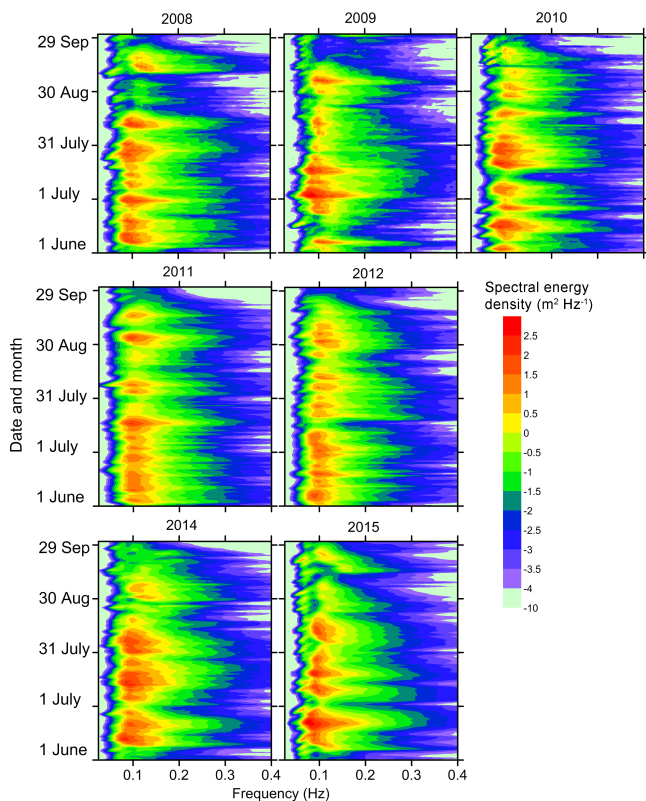 2008
2009
2010
29 Sep
30 Aug
31 July
1 July
1 June
2011
2012
29 Sep
30 Aug
31 July
1 July
1 June
Date and month
Spectral energy
density (m² Hz⁻¹)
2.5
2
1.5
1
0.5
0
-0.5
-1
-1.5
-2
-2.5
-3
-3.5
-4
-10
2014
2015
29 Sep
30 Aug
31 July
1 July
1 June
0.1 0.2 0.3 0.4 0.1 0.2 0.3 0.4
Frequency (Hz)